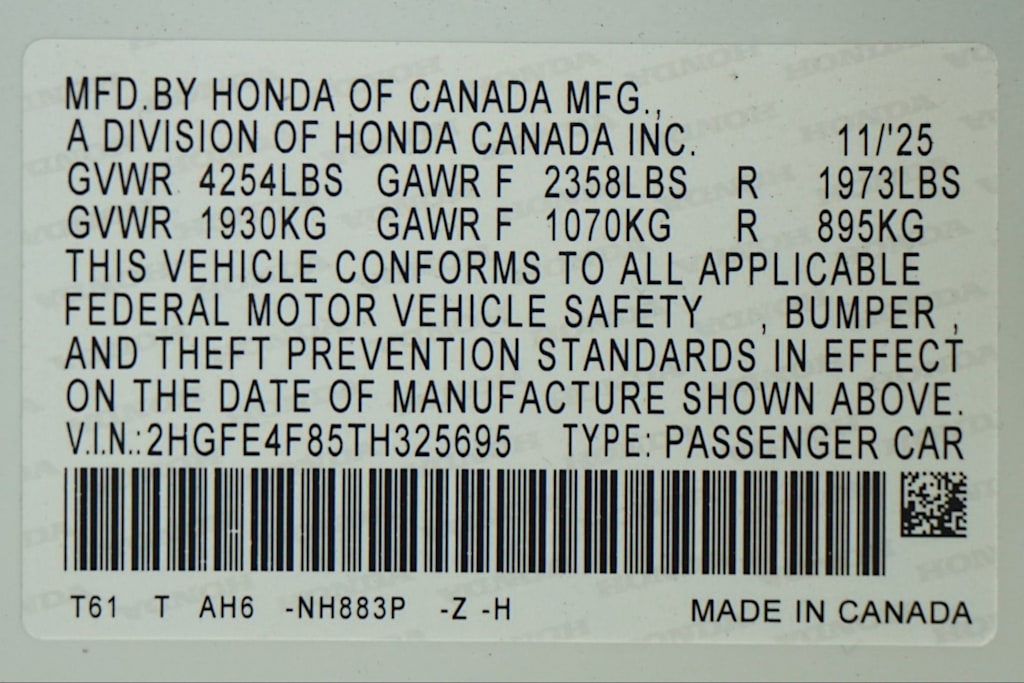 MFD.BY HONDA OF CANADA MFG.,
A DIVISION OF HONDA CANADA INC. 11/'25
GVWR 4254LBS GAWR F 2358LBS R 1973LBS
GVWR 1930KG GAWR F 1070KG R 895KG
THIS VEHICLE CONFORMS TO ALL APPLICABLE
FEDERAL MOTOR VEHICLE SAFETY , BUMPER ,
AND THEFT PREVENTION STANDARDS IN EFFECT
ON THE DATE OF MANUFACTURE SHOWN ABOVE.
V.I.N.:2HGFE4F85TH325695 TYPE: PASSENGER CAR
T61 T AH6 -NH883P -Z -H MADE IN CANADA